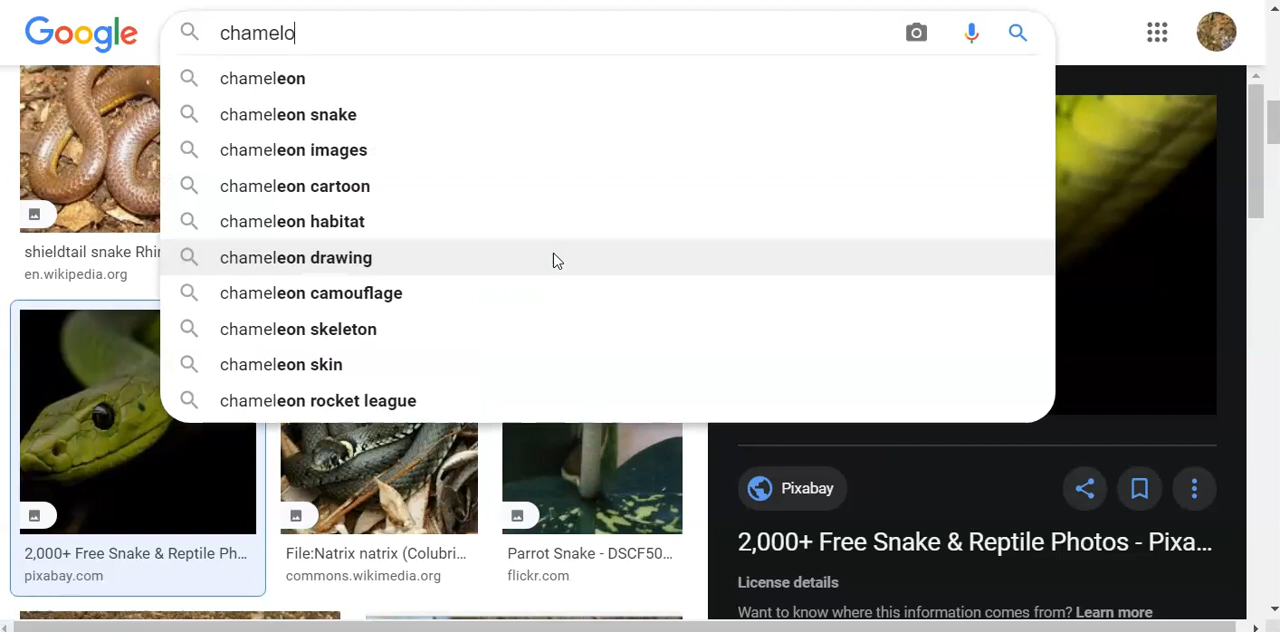 Google
chamelo
chameleon
chameleon snake
chameleon images
chameleon cartoon
chameleon habitat
chameleon drawing
chameleon camouflage
chameleon skeleton
chameleon skin
chameleon rocket league
shieldtail snake Rhi
en.wikipedia.org
2,000+ Free Snake & Reptile Ph...
pixabay.com
File:Natrix natrix (Colubri...
commons.wikimedia.org
Parrot Snake - DSCF50...
flickr.com
Pixabay
2,000+ Free Snake & Reptile Photos - Pixa...
License details
Want to know where this information comes from? Learn more